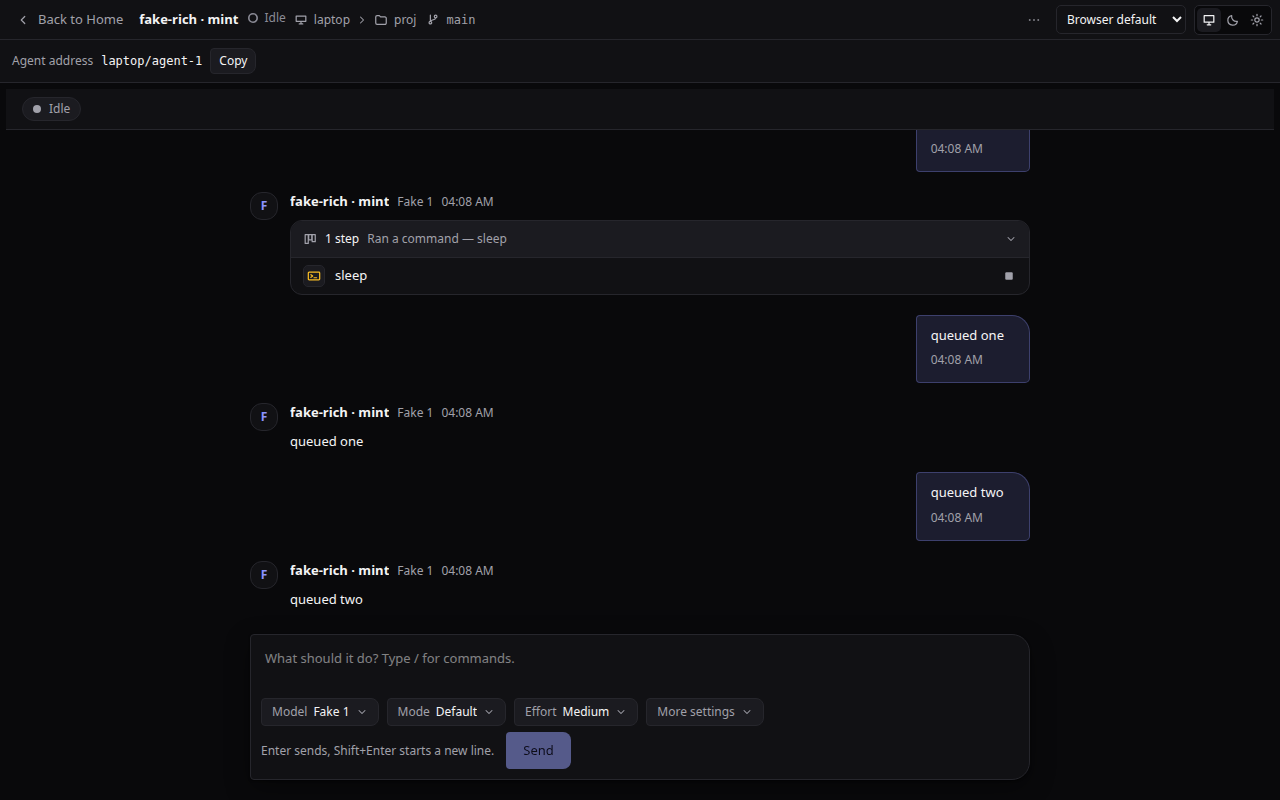 Back to Home fake-rich · mint Idle laptop proj main ··· Browser default
Agent address laptop/agent-1 Copy
Idle
04:08 AM
F fake-rich · mint Fake 1 04:08 AM
1 step Ran a command — sleep
sleep
queued one
04:08 AM
F fake-rich · mint Fake 1 04:08 AM
queued one
queued two
04:08 AM
F fake-rich · mint Fake 1 04:08 AM
queued two
What should it do? Type / for commands.
Model Fake 1 Mode Default Effort Medium More settings
Enter sends, Shift+Enter starts a new line. Send